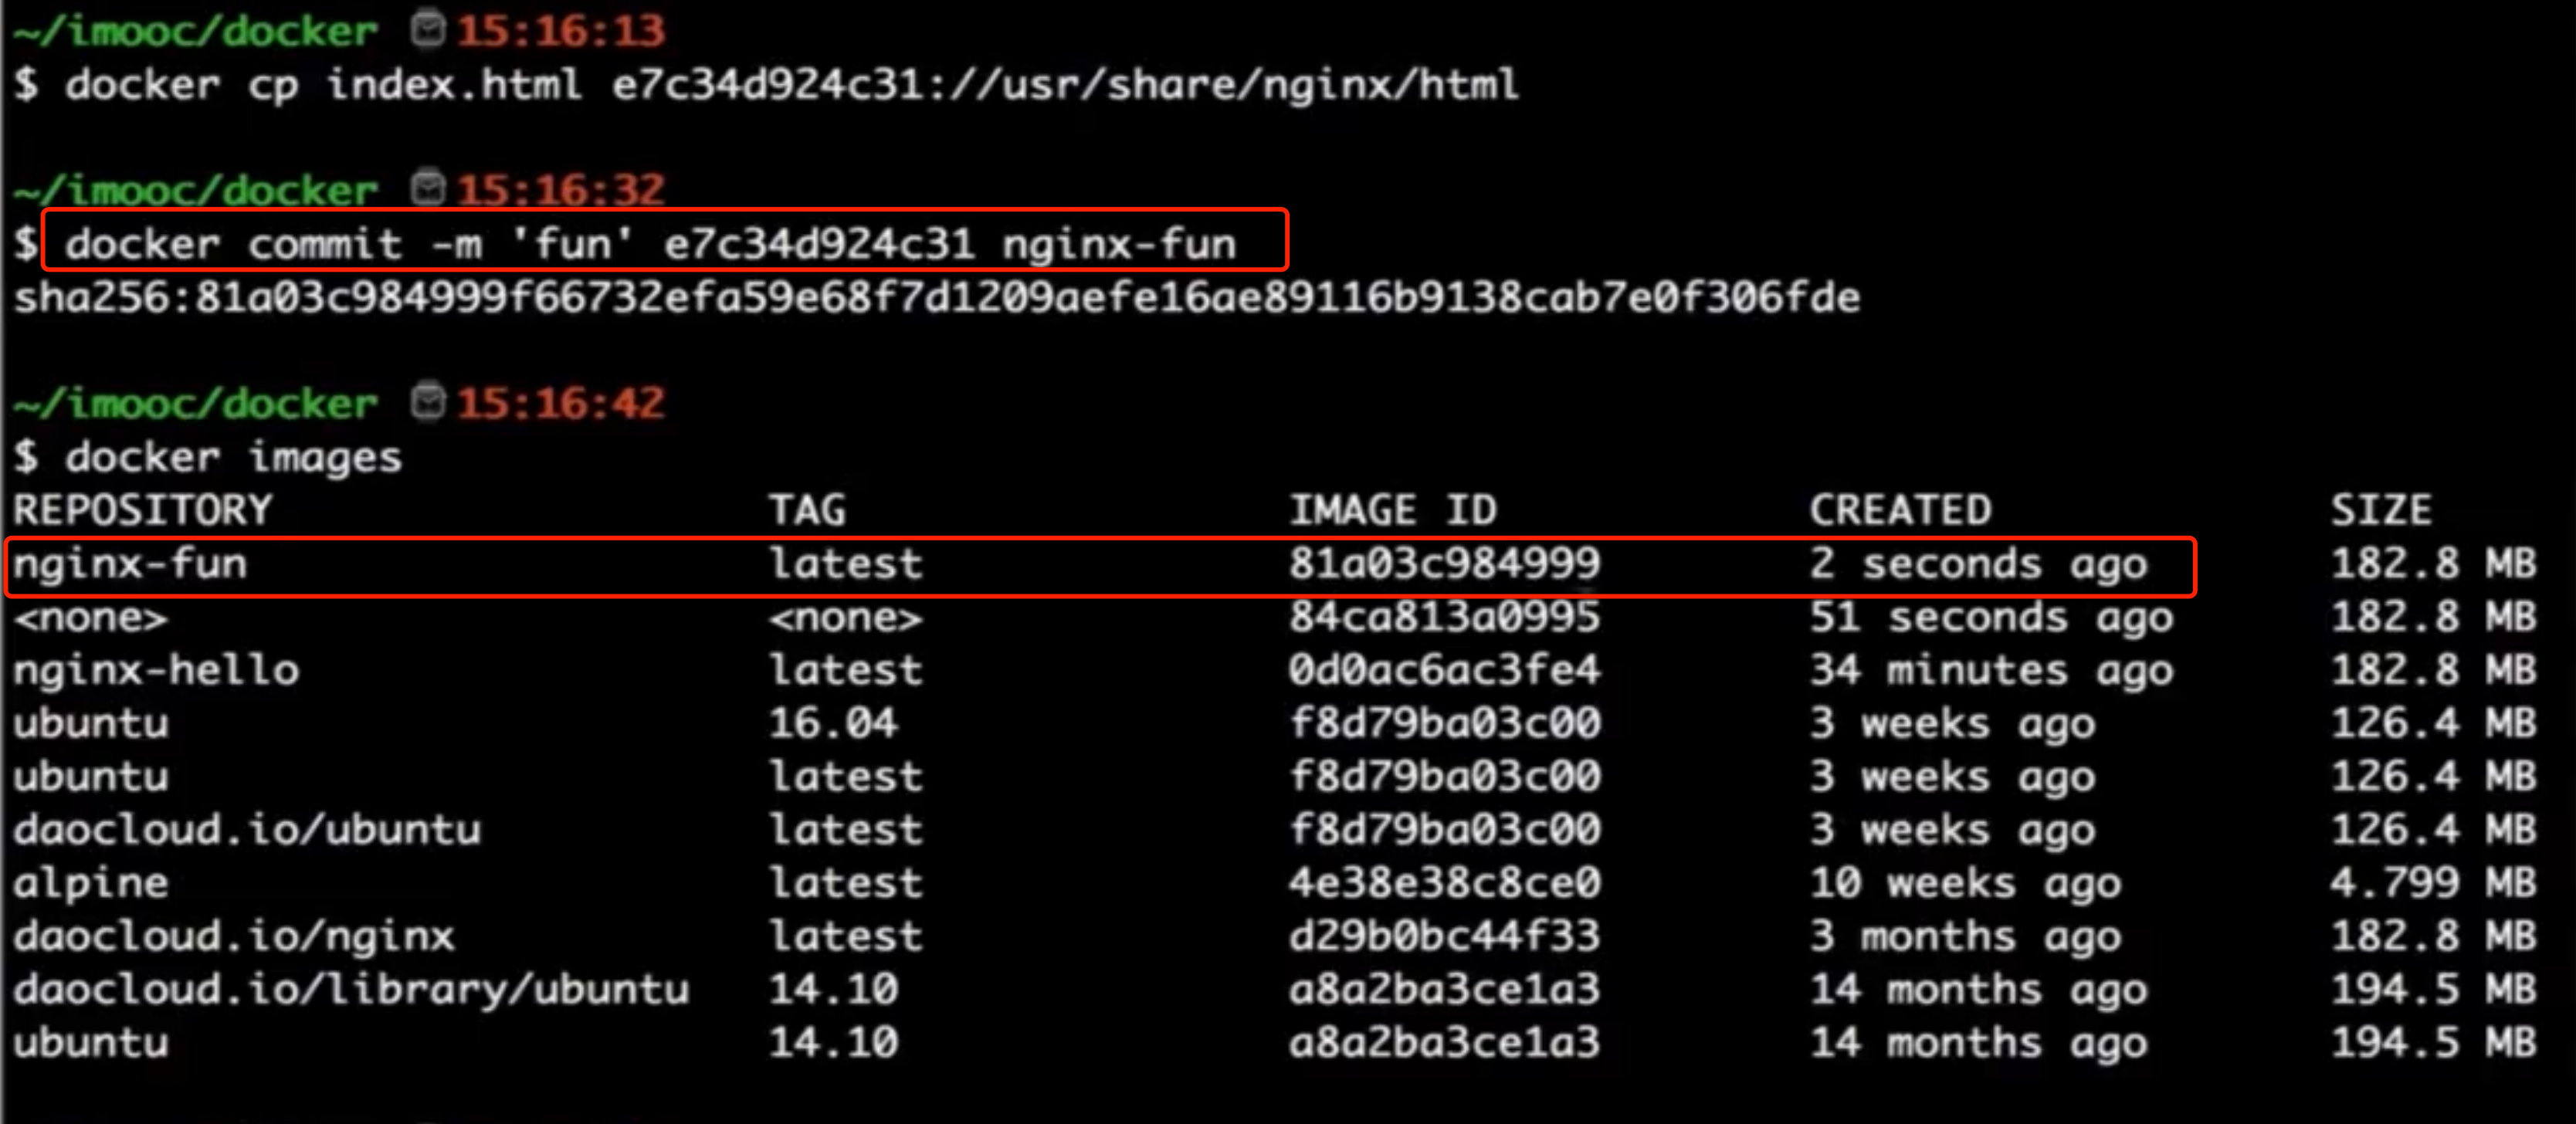 ~/imooc/docker 15:16:13
$ docker cp index.html e7c34d924c31://usr/share/nginx/html
~/imooc/docker 15:16:32
$ docker commit -m 'fun' e7c34d924c31 nginx-fun
sha256:81a03c984999f66732efa59e68f7d1209aefe16ae89116b9138cab7e0f306fde
~/imooc/docker 15:16:42
$ docker images
REPOSITORY TAG IMAGE ID CREATED SIZE
nginx-fun latest 81a03c984999 2 seconds ago 182.8 MB
<none> <none> 84ca813a0995 51 seconds ago 182.8 MB
nginx-hello latest 0d0ac6ac3fe4 34 minutes ago 182.8 MB
ubuntu 16.04 f8d79ba03c00 3 weeks ago 126.4 MB
ubuntu latest f8d79ba03c00 3 weeks ago 126.4 MB
daocloud.io/ubuntu latest f8d79ba03c00 3 weeks ago 126.4 MB
alpine latest 4e38e38c8ce0 10 weeks ago 4.799 MB
daocloud.io/nginx latest d29b0bc44f33 3 months ago 182.8 MB
daocloud.io/library/ubuntu 14.10 a8a2ba3ce1a3 14 months ago 194.5 MB
ubuntu 14.10 a8a2ba3ce1a3 14 months ago 194.5 MB